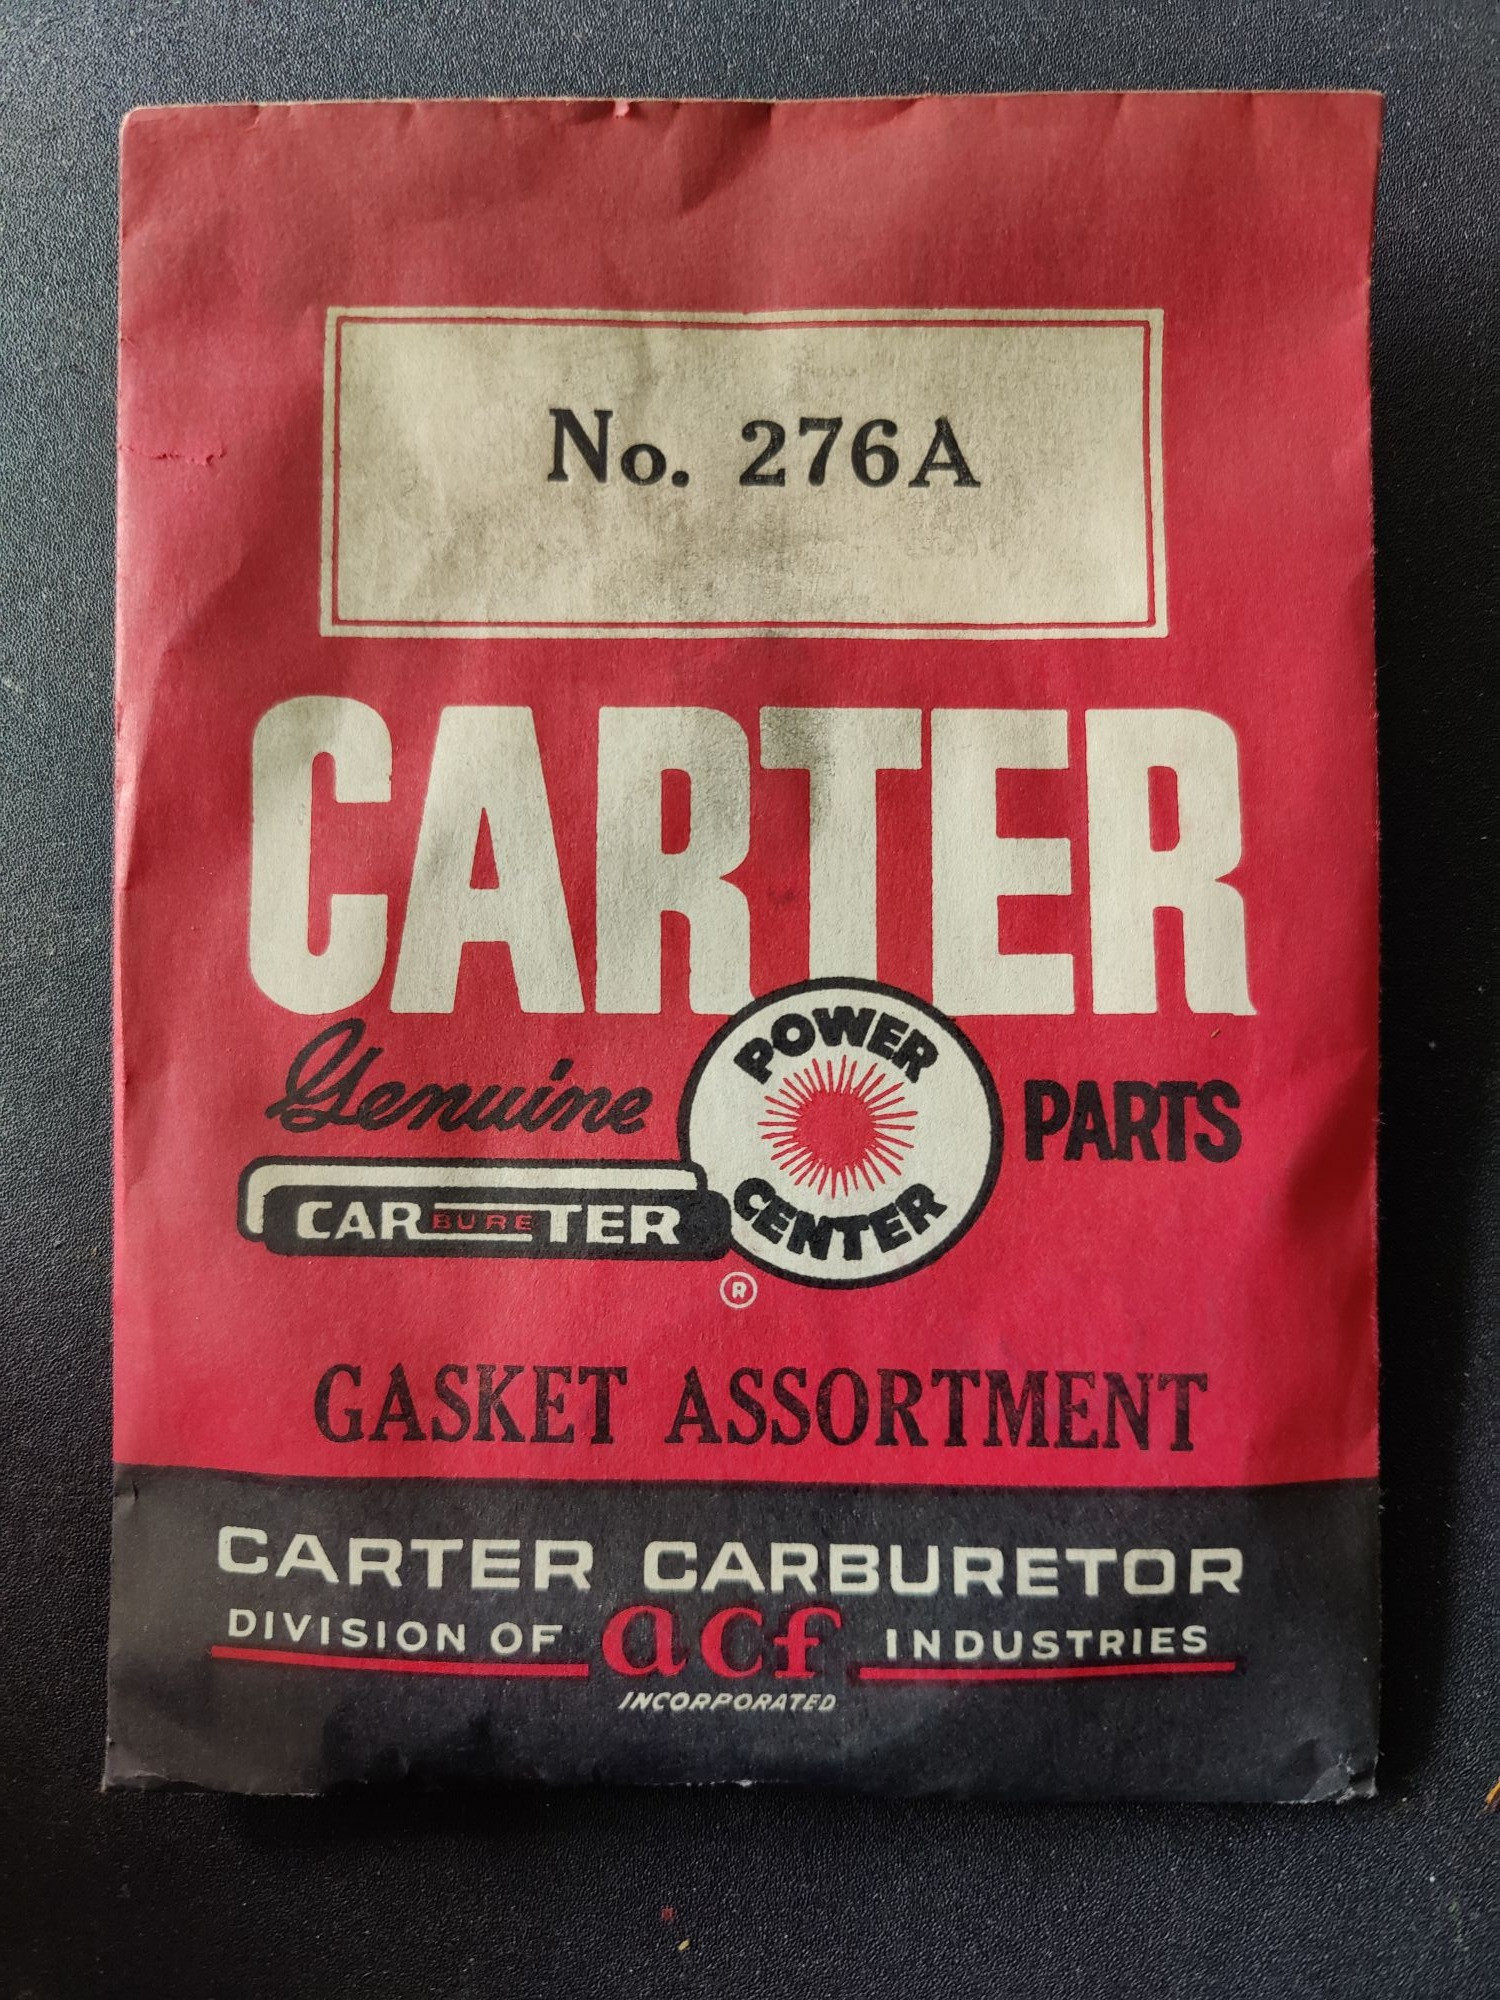 No. 276A
CARTER
Genuine POWER CENTER PARTS
CARBURETER
®
GASKET ASSORTMENT
CARTER CARBURETOR
DIVISION OF acf INDUSTRIES
INCORPORATED